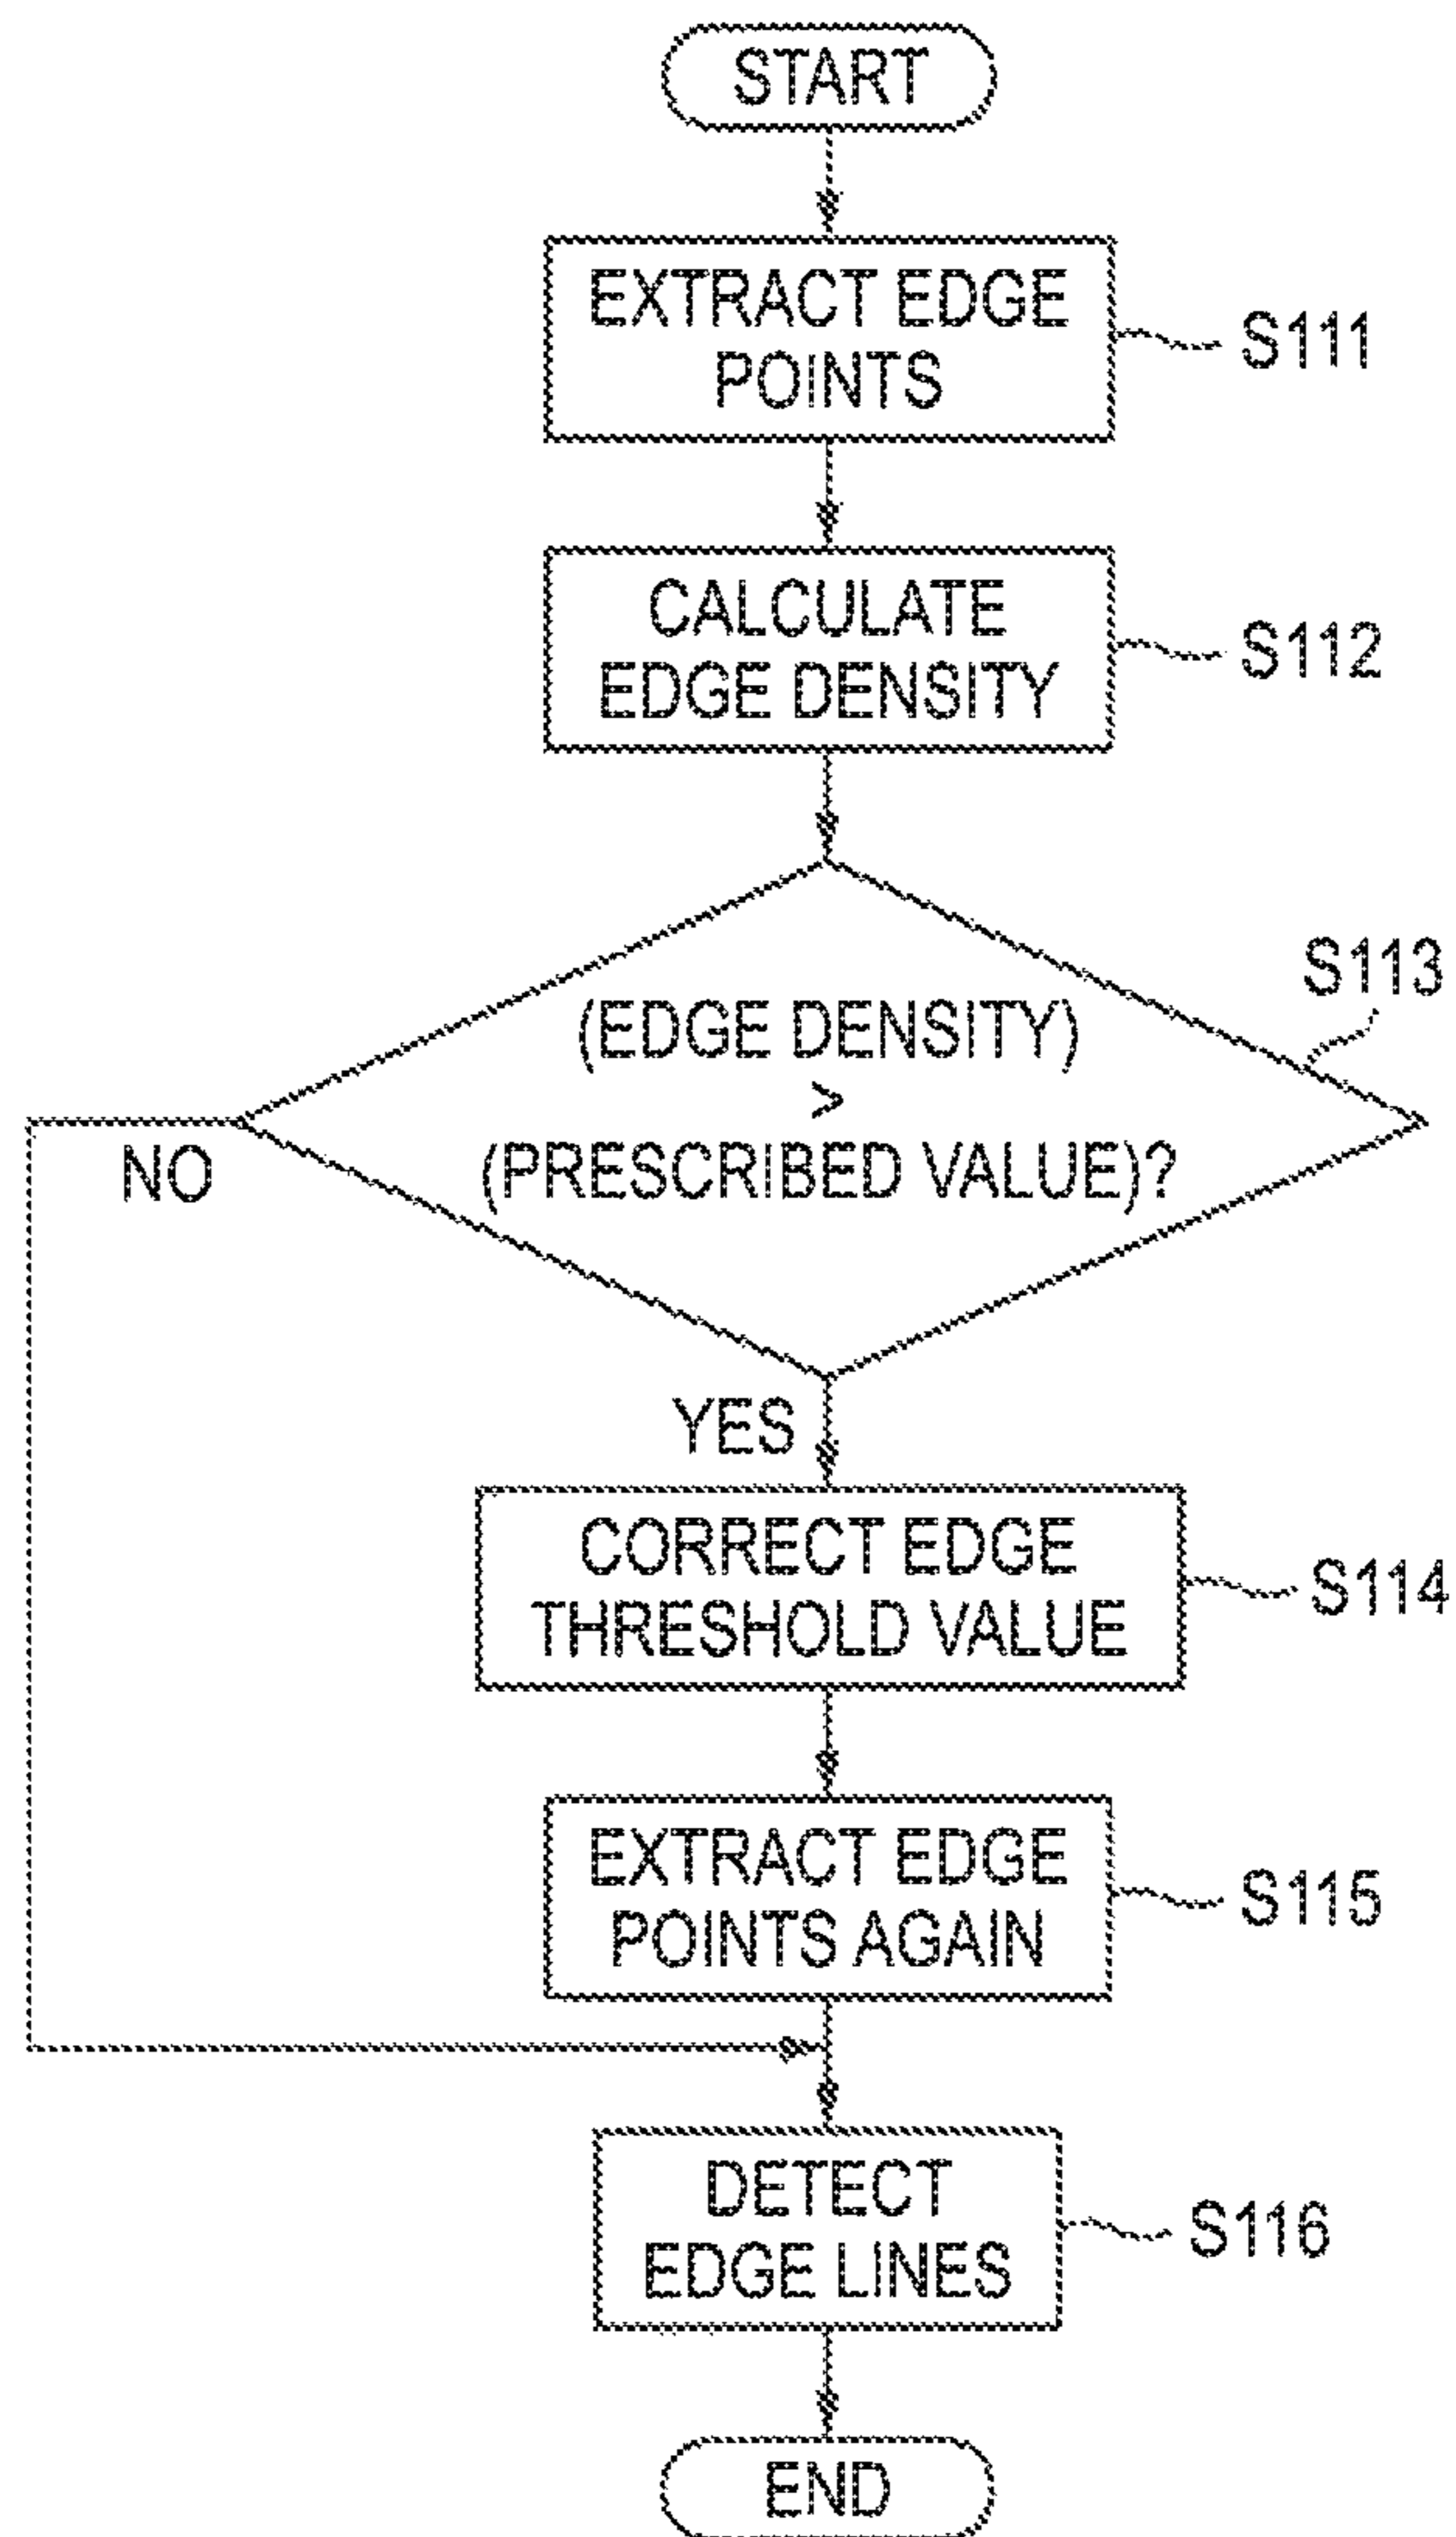 START
EXTRACT EDGE
POINTS
S111
CALCULATE
EDGE DENSITY
S112
S113
(EDGE DENSITY)
>
(PRESCRIBED VALUE)?
NO
YES
CORRECT EDGE
THRESHOLD VALUE
S114
EXTRACT EDGE
POINTS AGAIN
S115
DETECT
EDGE LINES
S116
END